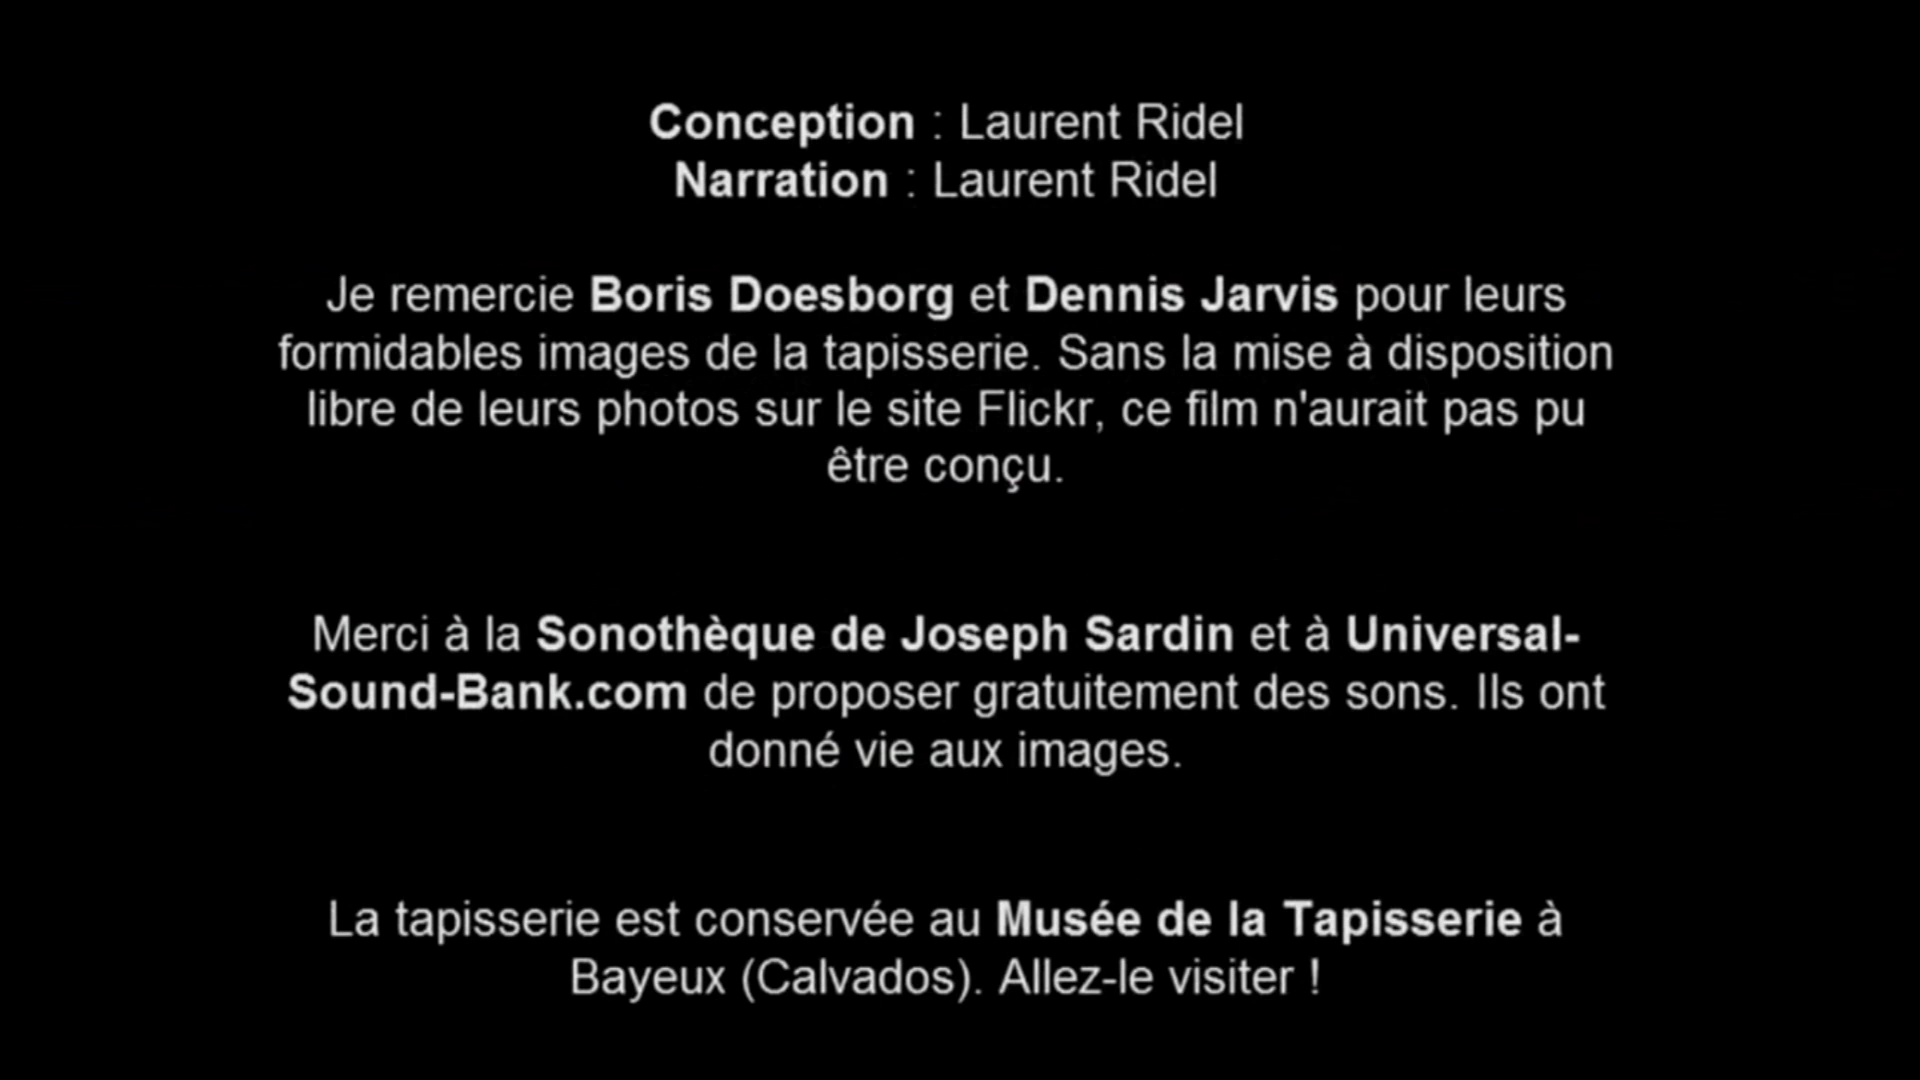 Conception : Laurent Ridel
Narration : Laurent Ridel
Je remercie Boris Doesborg et Dennis Jarvis pour leurs
formidables images de la tapisserie. Sans la mise à disposition
libre de leurs photos sur le site Flickr, ce film n'aurait pas pu
être conçu.
Merci à la Sonothèque de Joseph Sardin et à Universal-
Sound-Bank.com de proposer gratuitement des sons. Ils ont
donné vie aux images.
La tapisserie est conservée au Musée de la Tapisserie à
Bayeux (Calvados). Allez-le visiter !